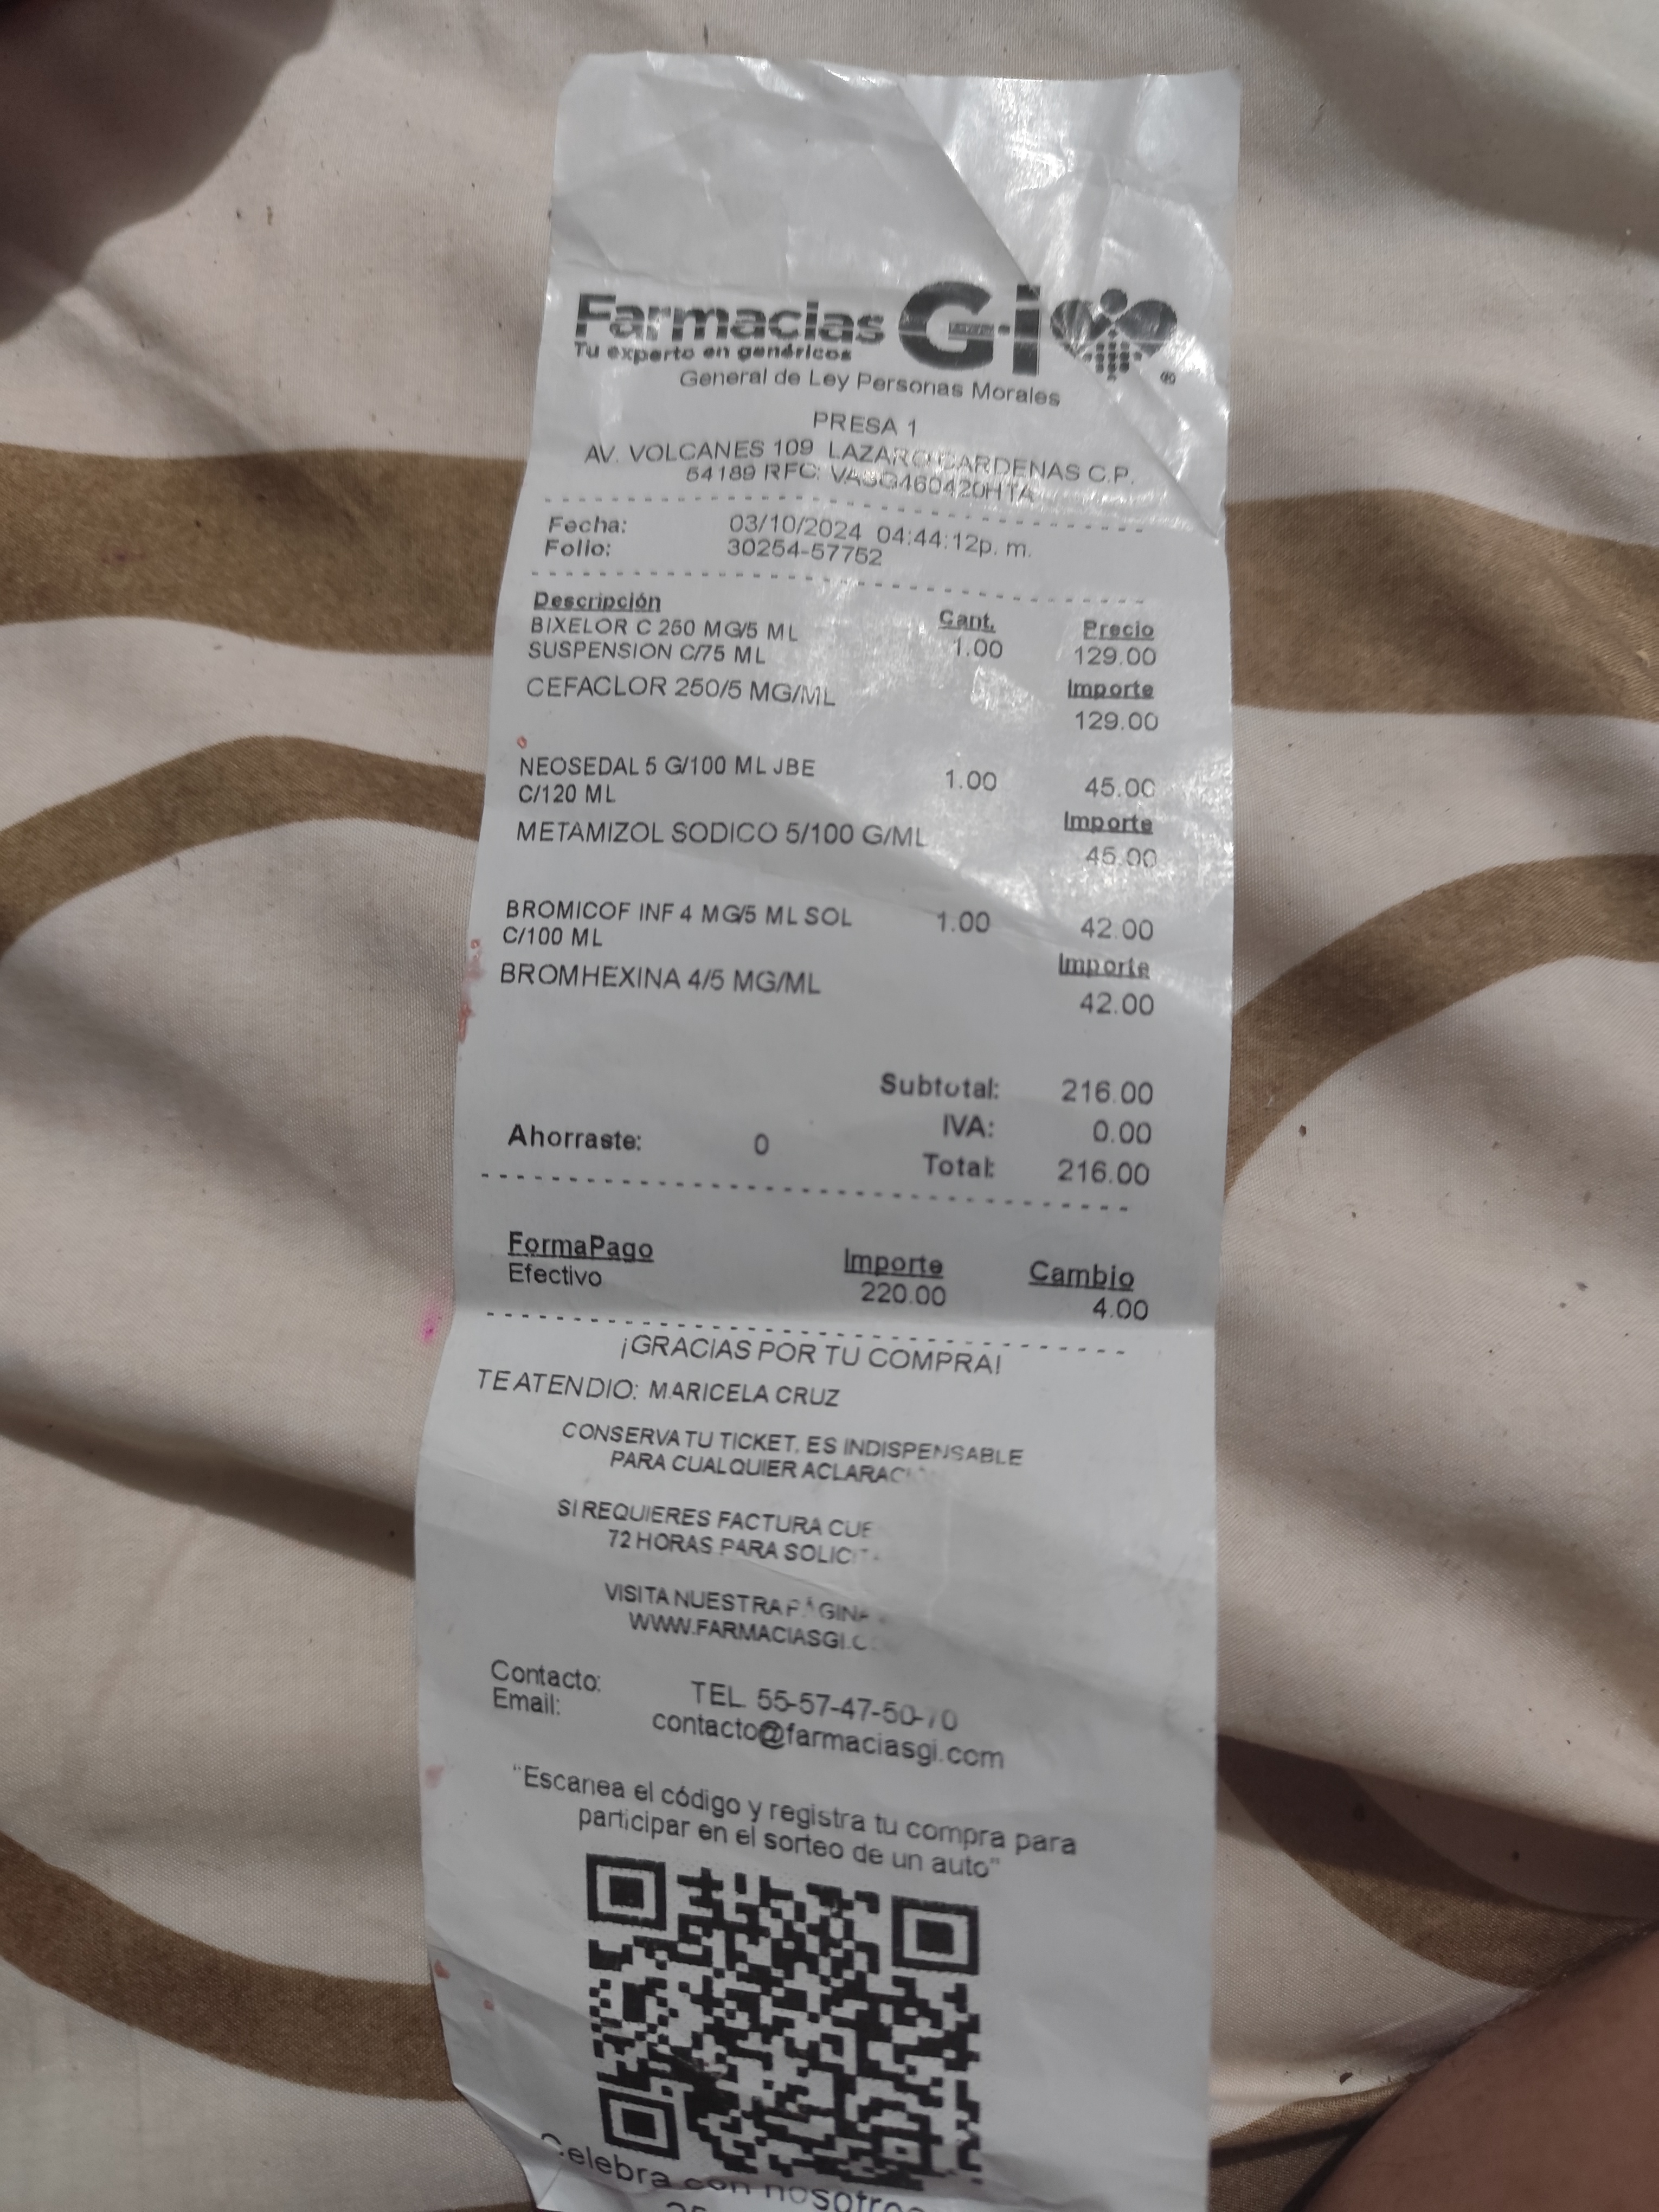 Farmacias Gi
Tu experto en genéricos
General de Ley Personas Morales
PRESA 1
AV. VOLCANES 109 LAZARO CARDENAS C.P.
54189 RFC: VASG460420HTA
Fecha: 03/10/2024 04:44:12p. m.
Folio: 30254-57752
Descripción Cant. Precio
BIXELOR C 250 MG/5 ML 1.00 129.00
SUSPENSION C/75 ML
CEFACLOR 250/5 MG/ML Importe
129.00
NEOSEDAL 5 G/100 ML JBE 1.00 45.00
C/120 ML
METAMIZOL SODICO 5/100 G/ML Importe
45.00
BROMICOF INF 4 MG/5 ML SOL 1.00 42.00
C/100 ML
BROMHEXINA 4/5 MG/ML Importe
42.00
Subtotal: 216.00
IVA: 0.00
Ahorraste: 0
Total: 216.00
FormaPago Importe Cambio
Efectivo 220.00 4.00
¡GRACIAS POR TU COMPRA!
TE ATENDIO: MARICELA CRUZ
CONSERVA TU TICKET, ES INDISPENSABLE
PARA CUALQUIER
SI REQUIERES FACTURA
72 HORAS PARA
VISITA NUESTRA PAGINA
Contacto: TEL. 55-57-47-50-70
Email: contacto@farmaciasgi.com
"Escanea el código y registra tu compra para
participar en el sorteo de un auto"
Celebra con nosotros